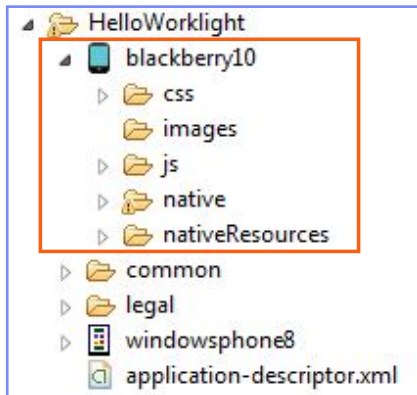 HelloWorklight
blackberry10
css
images
js
native
nativeResources
common
legal
windowsphone8
application-descriptor.xml